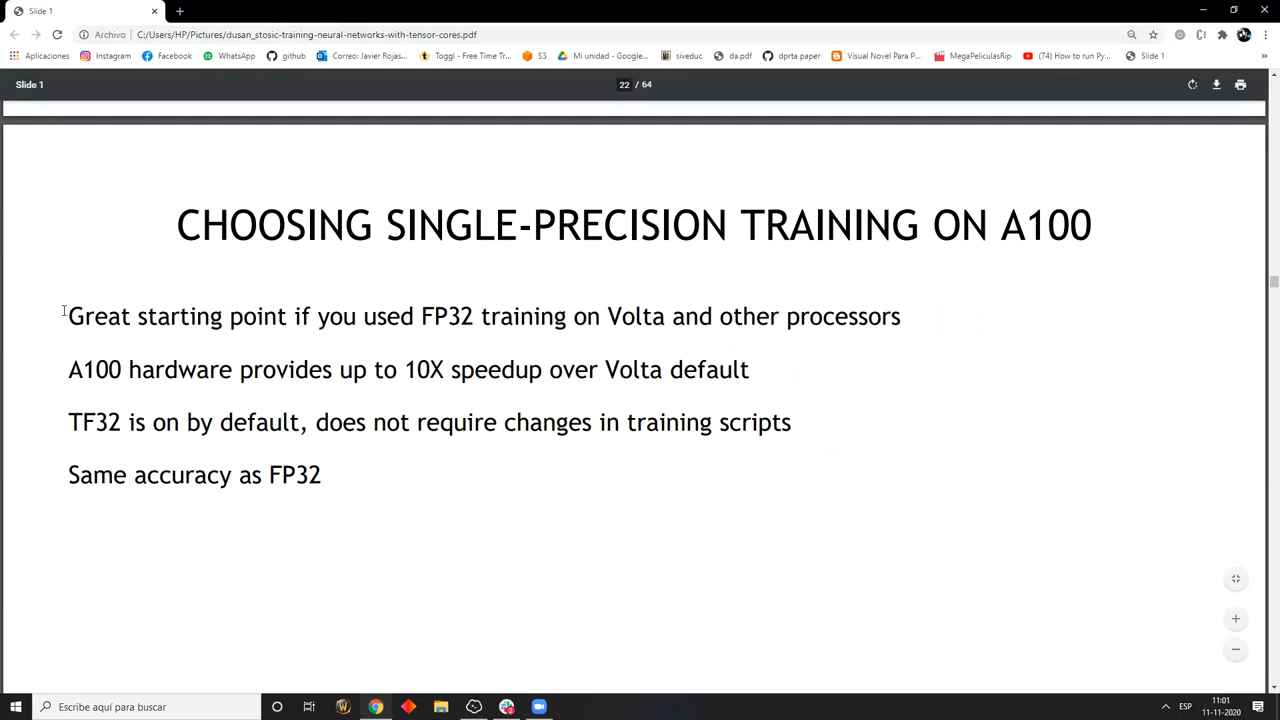 Slide 1
Archivo C:/Users/HP/Pictures/dusan_stosic-training-neural-networks-with-tensor-cores.pdf
Aplicaciones Instagram Facebook WhatsApp github Correo: Javier Rojas... Toggl - Free Time Tr... S3 Mi unidad - Google... siveduc da.pdf dprta paper Visual Novel Para P... MegaPeliculasRip (74) How to run Py... Slide 1 »
Slide 1 22 / 64
CHOOSING SINGLE-PRECISION TRAINING ON A100
Great starting point if you used FP32 training on Volta and other processors
A100 hardware provides up to 10X speedup over Volta default
TF32 is on by default, does not require changes in training scripts
Same accuracy as FP32
Escribe aquí para buscar ESP 11:01
11-11-2020